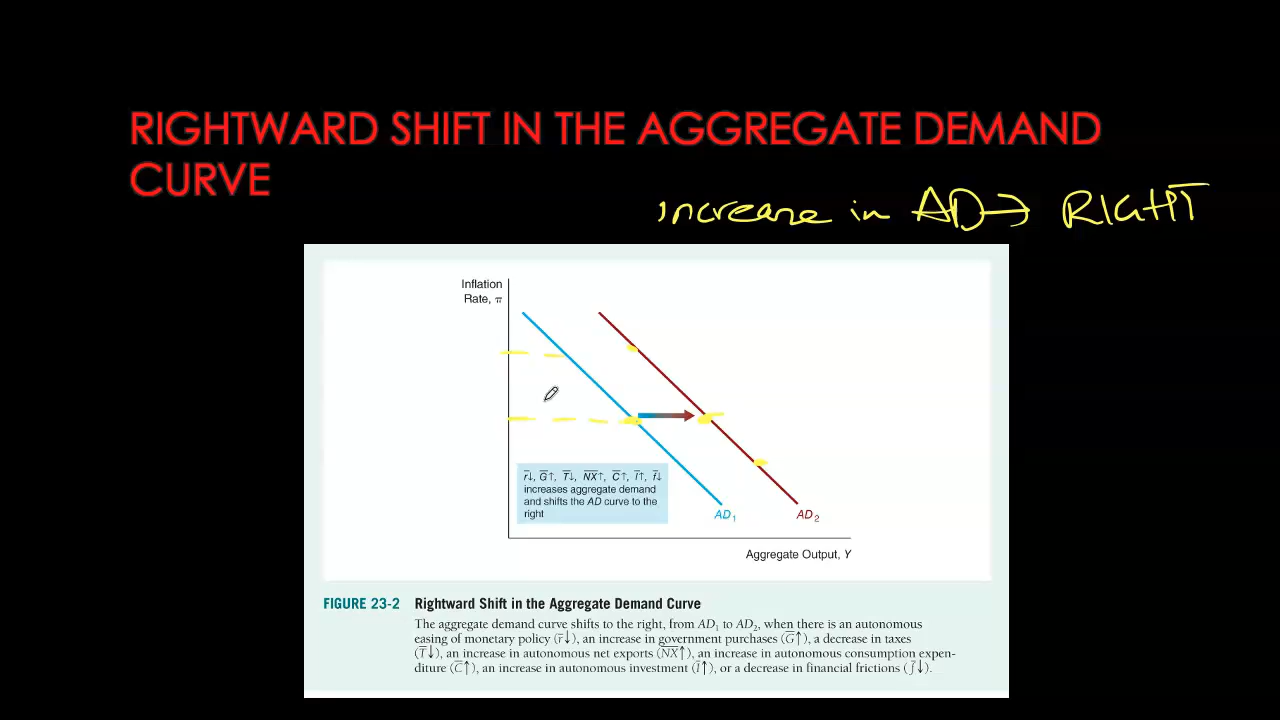 RIGHTWARD SHIFT IN THE AGGREGATE DEMAND
CURVE
increase in AD → RIGHT
Inflation
Rate, π
r̅↓, G̅↑, T̅↓, N̅X̅↑, C̅↑, I̅↑, f̅↓
increases aggregate demand
and shifts the AD curve to the
right
AD₁
AD₂
Aggregate Output, Y
FIGURE 23-2 Rightward Shift in the Aggregate Demand Curve
The aggregate demand curve shifts to the right, from AD₁ to AD₂, when there is an autonomous
easing of monetary policy (r̅↓), an increase in government purchases (G̅↑), a decrease in taxes
(T̅↓), an increase in autonomous net exports (N̅X̅↑), an increase in autonomous consumption expen-
diture (C̅↑), an increase in autonomous investment (I̅↑), or a decrease in financial frictions (f̅↓).